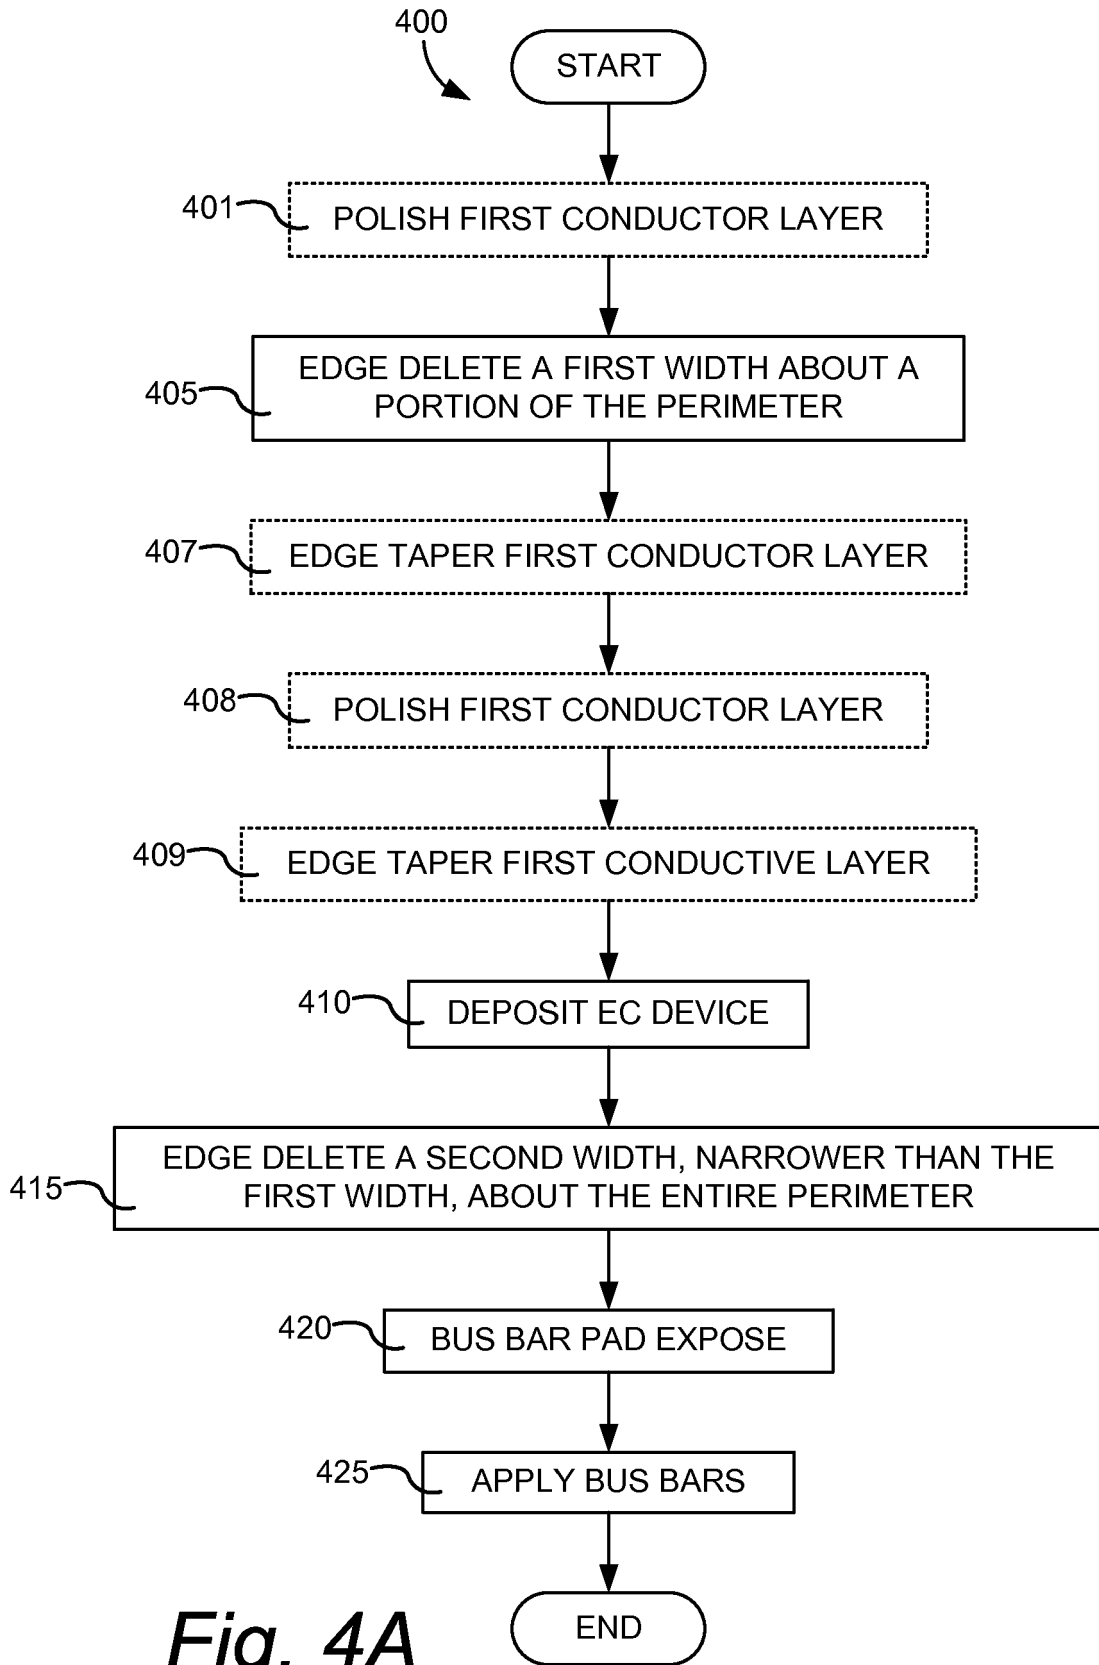 400
START
401
POLISH FIRST CONDUCTOR LAYER
405
EDGE DELETE A FIRST WIDTH ABOUT A
PORTION OF THE PERIMETER
407
EDGE TAPER FIRST CONDUCTOR LAYER
408
POLISH FIRST CONDUCTOR LAYER
409
EDGE TAPER FIRST CONDUCTIVE LAYER
410
DEPOSIT EC DEVICE
415
EDGE DELETE A SECOND WIDTH, NARROWER THAN THE
FIRST WIDTH, ABOUT THE ENTIRE PERIMETER
420
BUS BAR PAD EXPOSE
425
APPLY BUS BARS
END
Fig. 4A